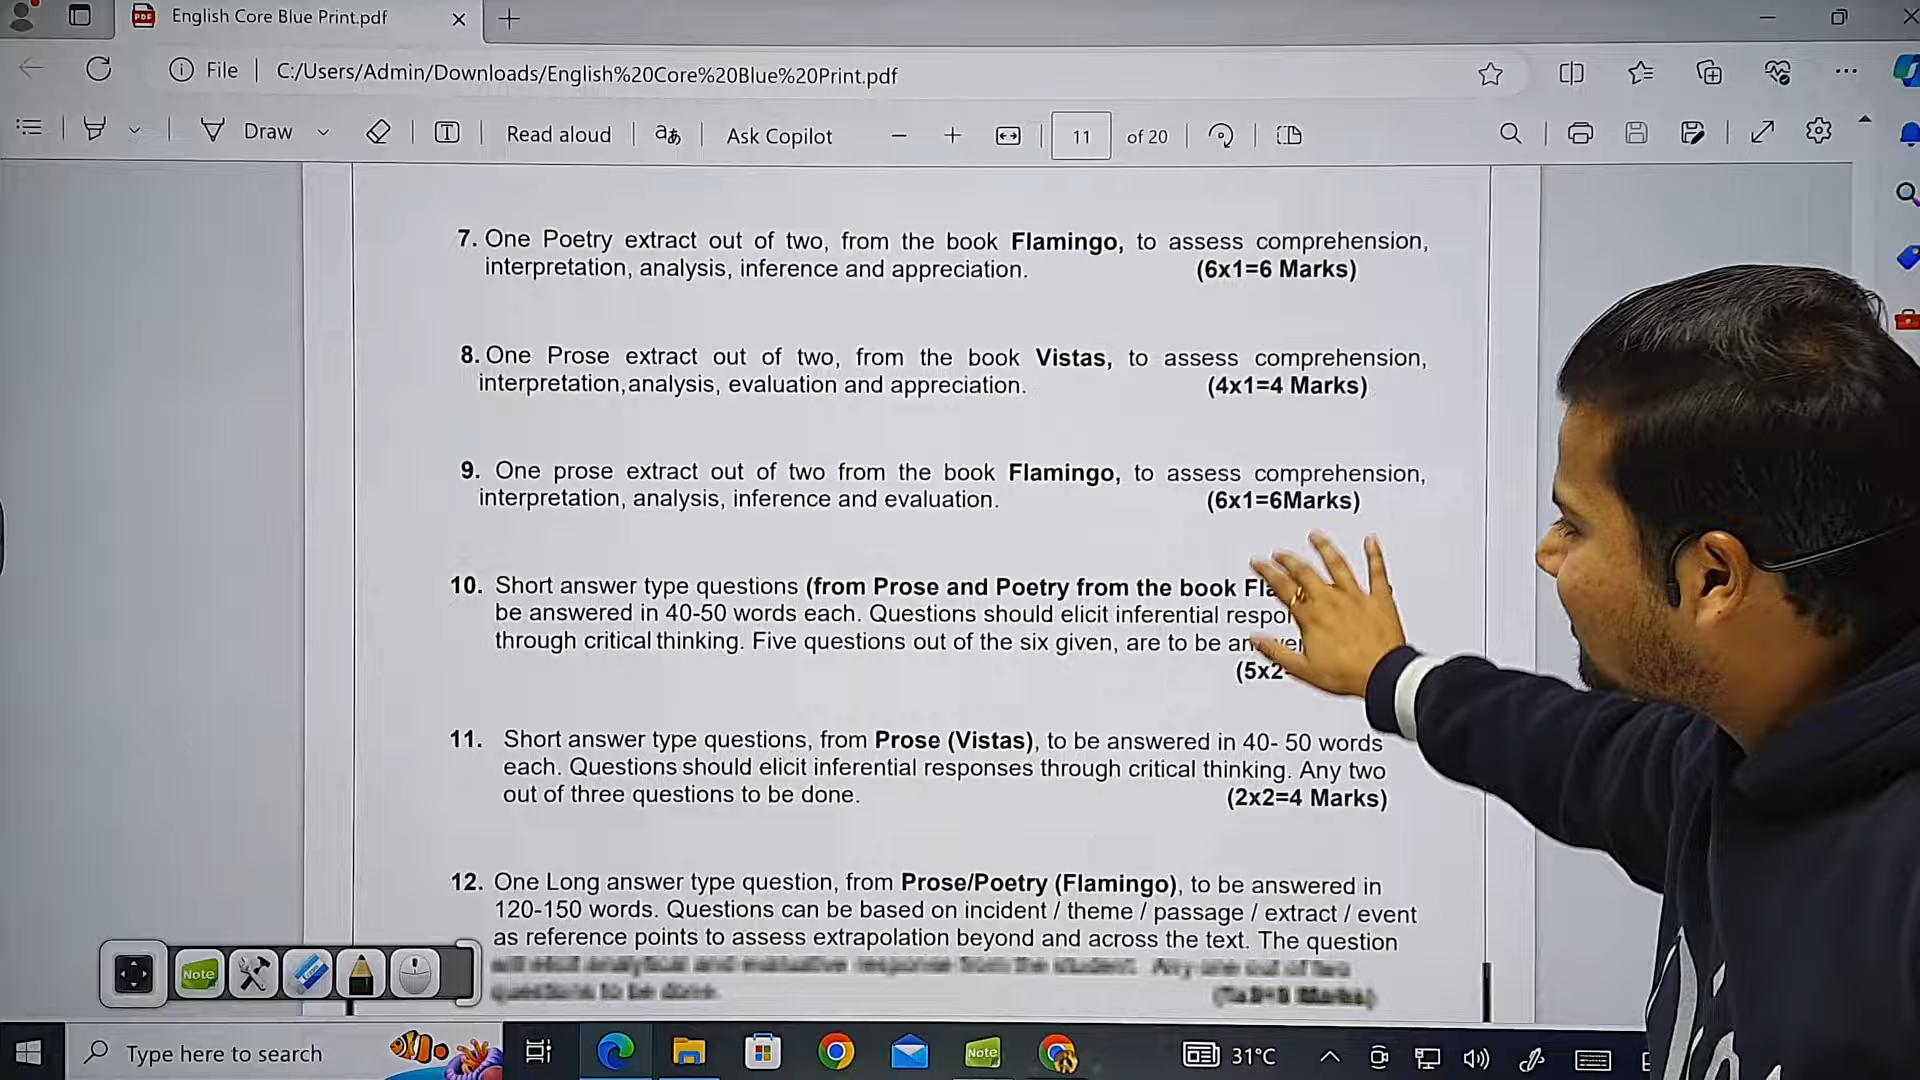 English Core Blue Print.pdf
File
C:/Users/Admin/Downloads/English%20Core%20Blue%20Print.pdf
Draw
Read aloud
Ask Copilot
11 of 20
7. One Poetry extract out of two, from the book Flamingo, to assess comprehension,
interpretation, analysis, inference and appreciation. (6x1=6 Marks)
8. One Prose extract out of two, from the book Vistas, to assess comprehension,
interpretation, analysis, evaluation and appreciation. (4x1=4 Marks)
9. One prose extract out of two from the book Flamingo, to assess comprehension,
interpretation, analysis, inference and evaluation. (6x1=6Marks)
10. Short answer type questions (from Prose and Poetry from the book
be answered in 40-50 words each. Questions should elicit inferential
through critical thinking. Five questions out of the six given, are to be
(5x2
11. Short answer type questions, from Prose (Vistas), to be answered in 40- 50 words
each. Questions should elicit inferential responses through critical thinking. Any two
out of three questions to be done. (2x2=4 Marks)
12. One Long answer type question, from Prose/Poetry (Flamingo), to be answered in
120-150 words. Questions can be based on incident / theme / passage / extract / event
as reference points to assess extrapolation beyond and across the text. The question
questions to be done.
Note
Type here to search
Note
31°C